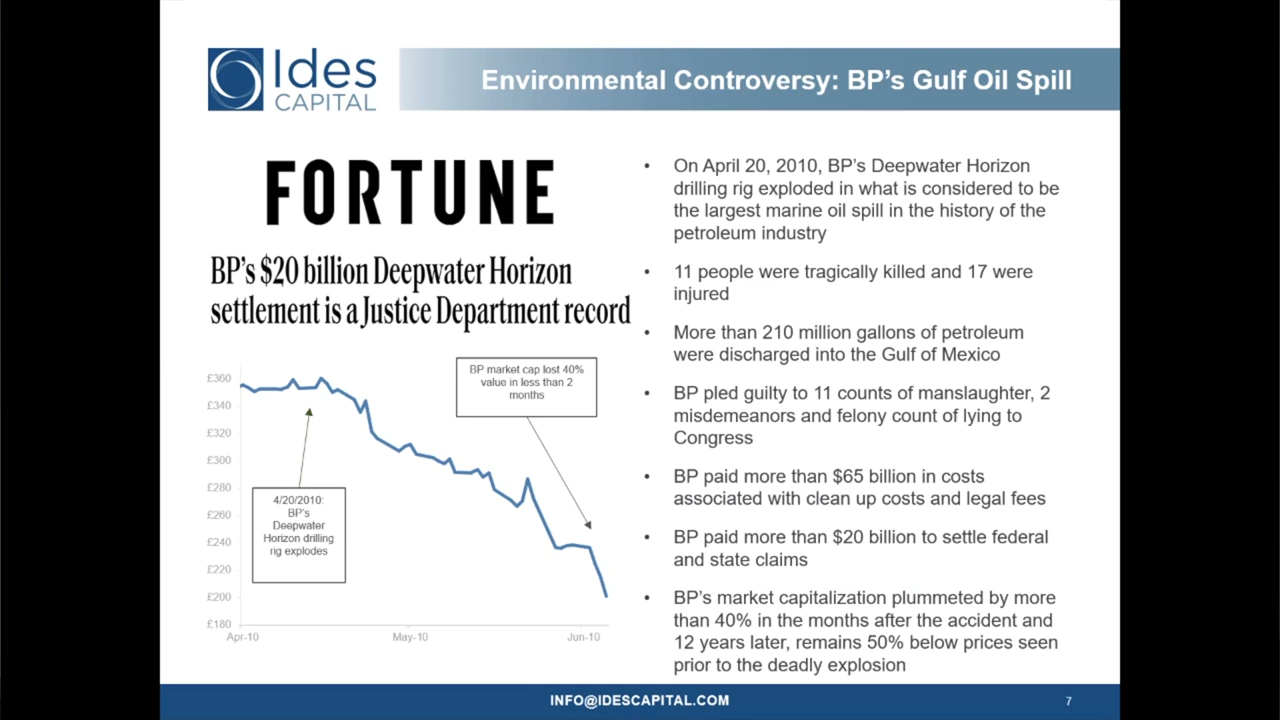 Ides
CAPITAL
Environmental Controversy: BP's Gulf Oil Spill
FORTUNE
BP's $20 billion Deepwater Horizon
settlement is a Justice Department record
£360
£340
£320
£300
£280
£260
£240
£220
£200
£180
Apr-10
May-10
Jun-10
4/20/2010:
BP's
Deepwater
Horizon drilling
rig explodes
BP market cap lost 40%
value in less than 2
months
• On April 20, 2010, BP's Deepwater Horizon
drilling rig exploded in what is considered to be
the largest marine oil spill in the history of the
petroleum industry
• 11 people were tragically killed and 17 were
injured
• More than 210 million gallons of petroleum
were discharged into the Gulf of Mexico
• BP pled guilty to 11 counts of manslaughter, 2
misdemeanors and felony count of lying to
Congress
• BP paid more than $65 billion in costs
associated with clean up costs and legal fees
• BP paid more than $20 billion to settle federal
and state claims
• BP's market capitalization plummeted by more
than 40% in the months after the accident and
12 years later, remains 50% below prices seen
prior to the deadly explosion
INFO@IDESCAPITAL.COM
7